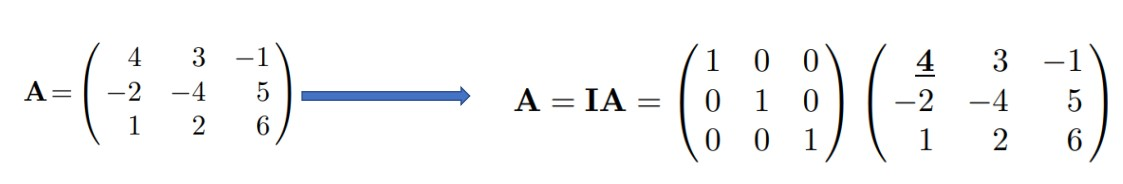 A = ( 4 3 −1 ) → A = IA = ( 1 0 0 ) ( 4 3 −1 )
( −2 −4 5 ) ( 0 1 0 ) ( −2 −4 5 )
( 1 2 6 ) ( 0 0 1 ) ( 1 2 6 )